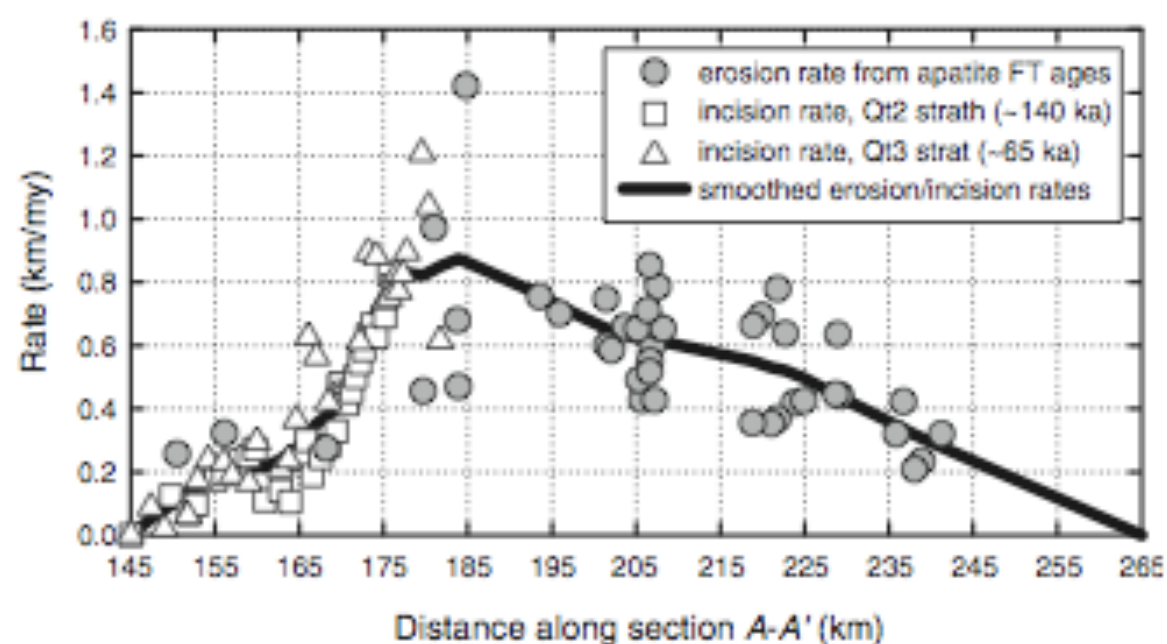 1.6
1.4
1.2
1.0
0.8
0.6
0.4
0.2
0.0
Rate (km/my)
erosion rate from apatite FT ages
incision rate, Qt2 strath (~140 ka)
incision rate, Qt3 strat (~65 ka)
smoothed erosion/incision rates
145 155 165 175 185 195 205 215 225 235 245 255 265
Distance along section A-A' (km)